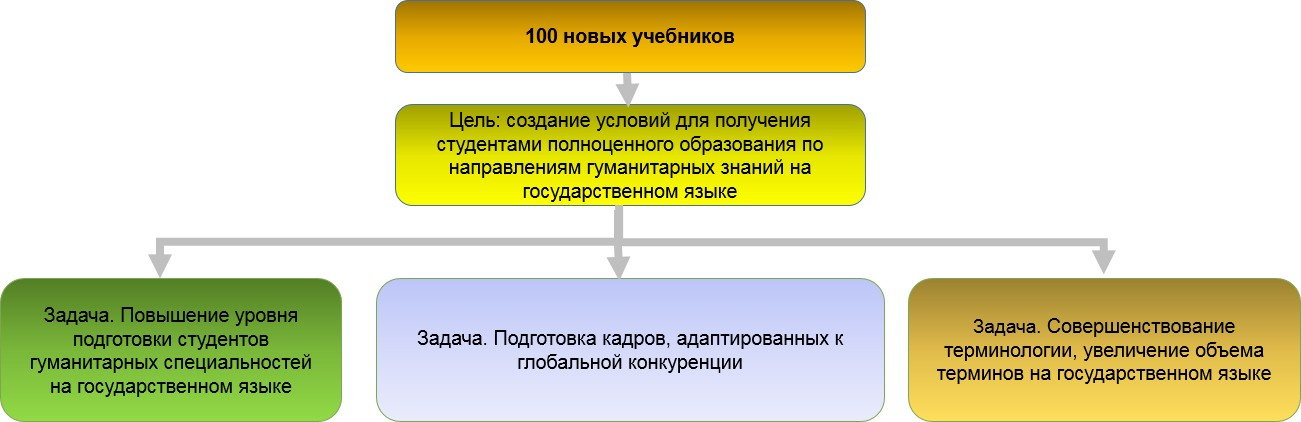 100 новых учебников
Цель: создание условий для получения
студентами полноценного образования по
направлениям гуманитарных знаний на
государственном языке
Задача. Повышение уровня
подготовки студентов
гуманитарных специальностей
на государственном языке
Задача. Подготовка кадров, адаптированных к
глобальной конкуренции
Задача. Совершенствование
терминологии, увеличение объема
терминов на государственном языке